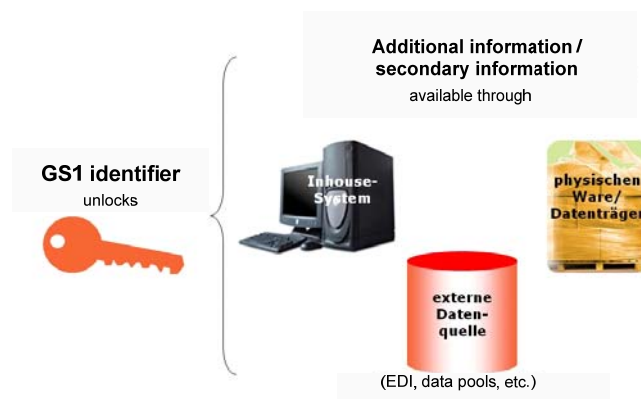 Additional information /
secondary information
available through
GS1 identifier
unlocks
Inhouse-
System
physischen
Ware/
Datenträger
externe
Daten-
quelle
(EDI, data pools, etc.)